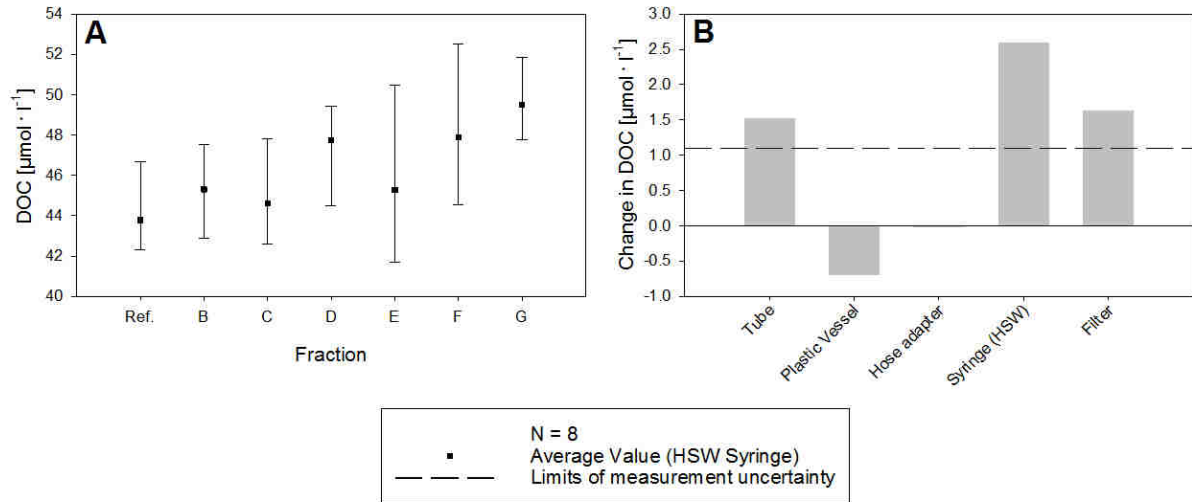 A
DOC [µmol · l⁻¹]
54
52
50
48
46
44
42
40
Ref. B C D E F G
Fraction
B
Change in DOC [µmol · l⁻¹]
3.0
2.5
2.0
1.5
1.0
0.5
0.0
-0.5
-1.0
Tube
Plastic Vessel
Hose adapter
Syringe (HSW)
Filter
N = 8
Average Value (HSW Syringe)
Limits of measurement uncertainty